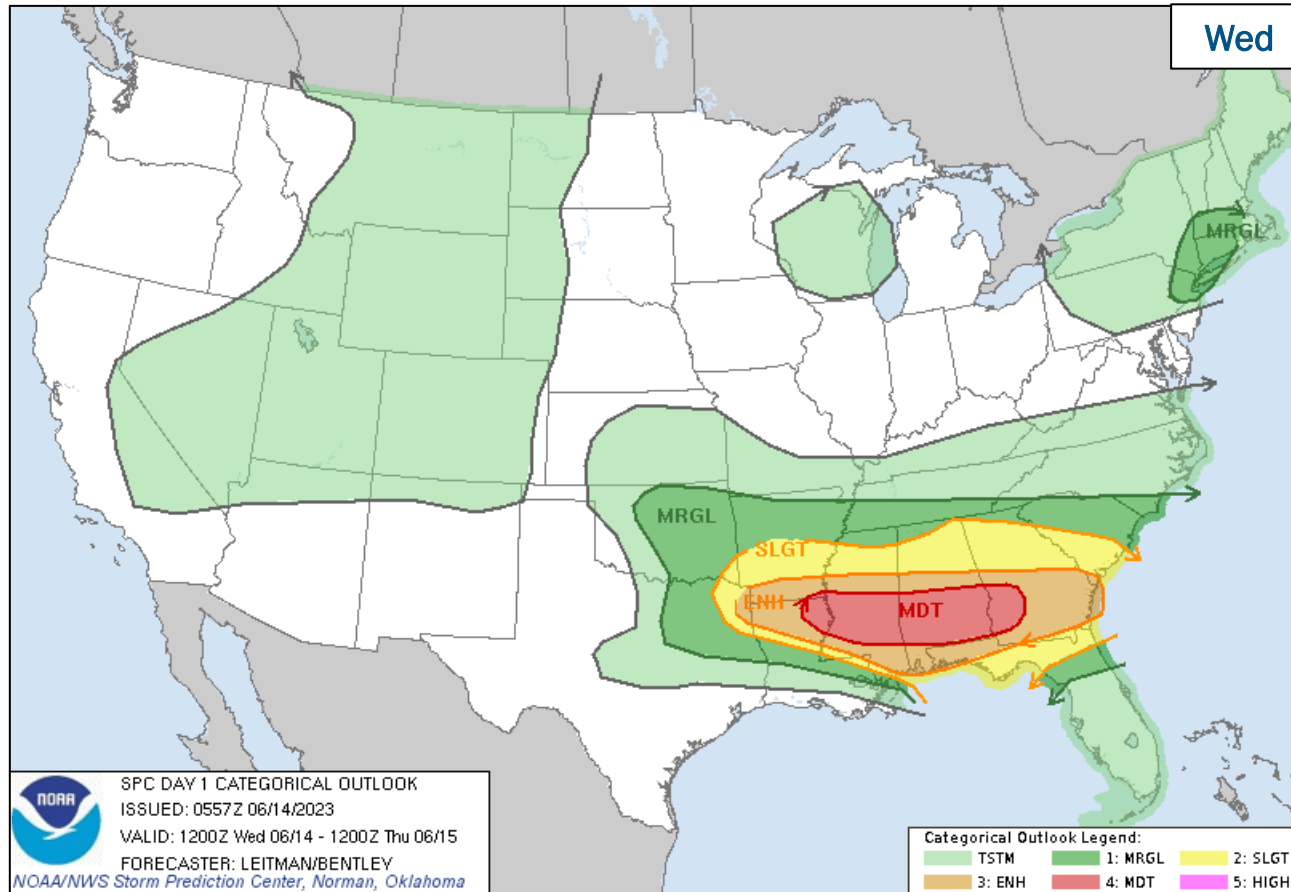 Wed
MRGL
MRGL
SLGT
ENH
MDT
NOAA
SPC DAY 1 CATEGORICAL OUTLOOK
ISSUED: 0557Z 06/14/2023
VALID: 1200Z Wed 06/14 - 1200Z Thu 06/15
FORECASTER: LEITMAN/BENTLEY
NOAA/NWS Storm Prediction Center, Norman, Oklahoma
Categorical Outlook Legend:
TSTM 1: MRGL 2: SLGT
3: ENH 4: MDT 5: HIGH